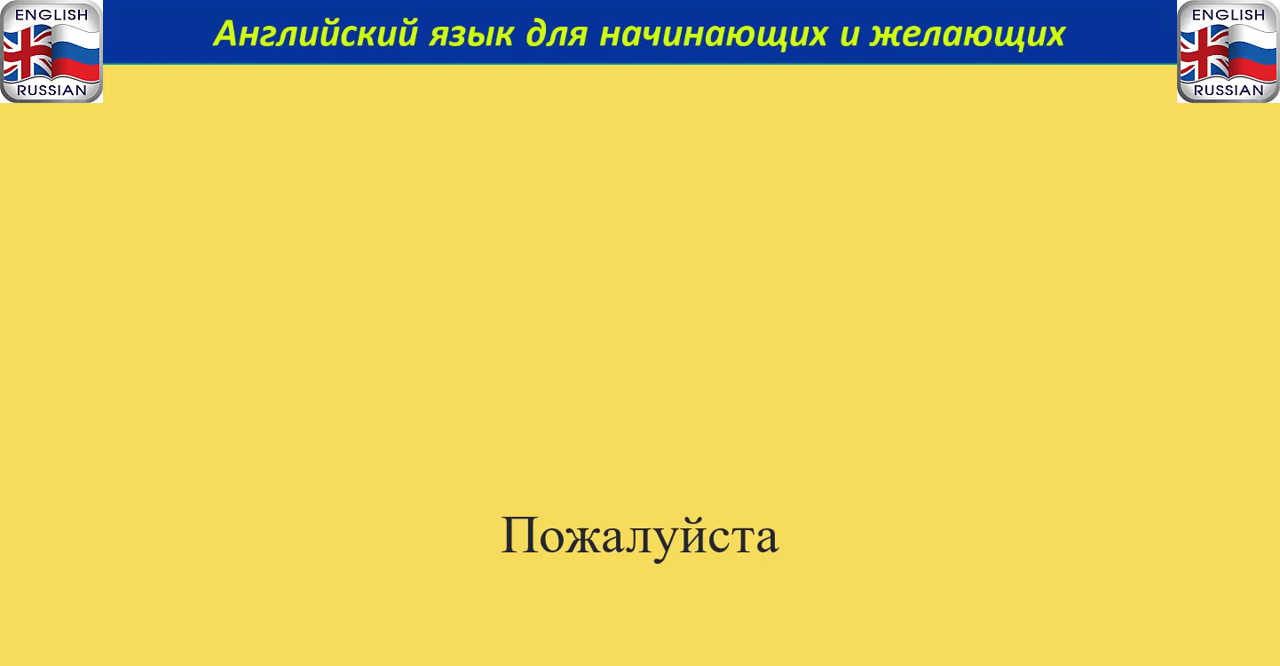 ENGLISH
RUSSIAN
Английский язык для начинающих и желающих
ENGLISH
RUSSIAN
Пожалуйста